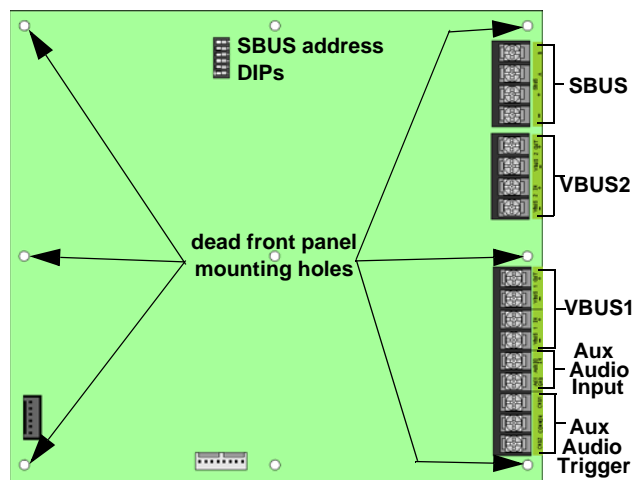 SBUS address
DIPs
SBUS
VBUS2
dead front panel
mounting holes
VBUS1
Aux
Audio
Input
Aux
Audio
Trigger